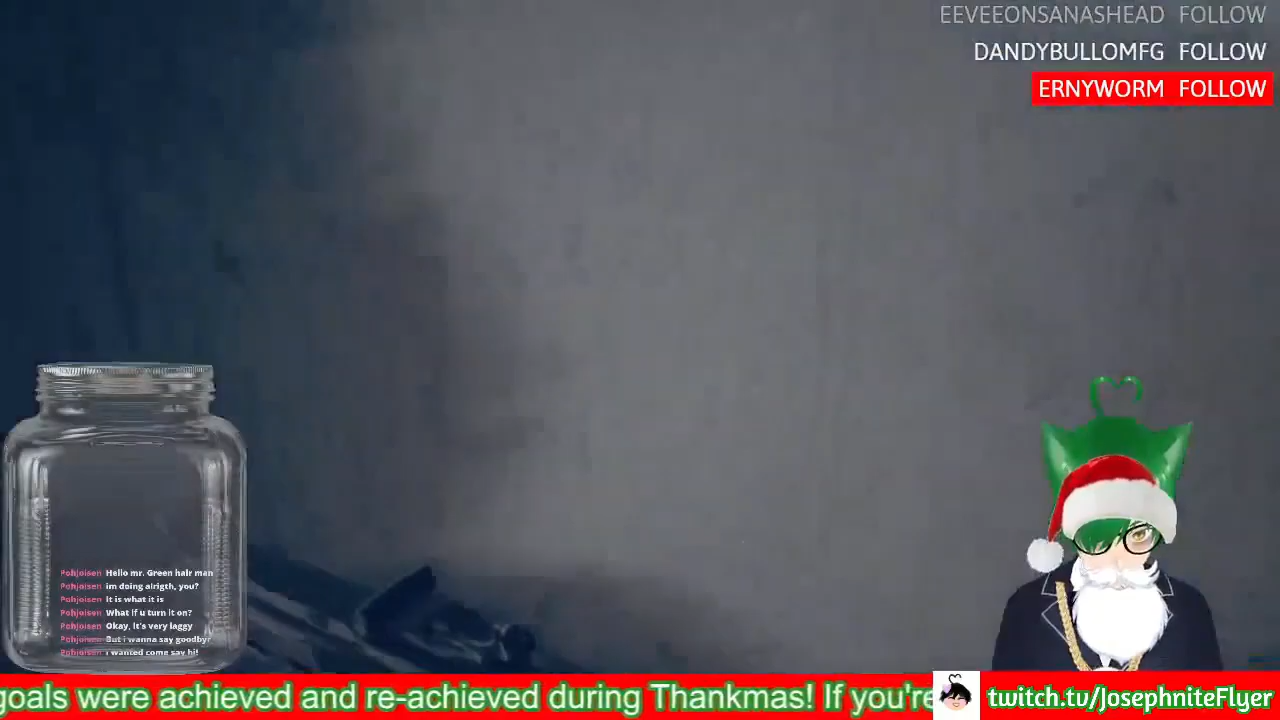 EEVEEONSANASHEAD FOLLOW
DANDYBULLOMFG FOLLOW
ERNYWORM FOLLOW
Pohjoisen Hello mr. Green hair man
Pohjoisen im doing alrigth, you?
Pohjoisen It is what it is
Pohjoisen What if u turn it on?
Pohjoisen Okay, it's very laggy
Pohjoisen But i wanna say goodby?
Pohjoisen i wanted come say hi!
goals were achieved and re-achieved during Thankmas! If you're
twitch.tv/JosephniteFlyer